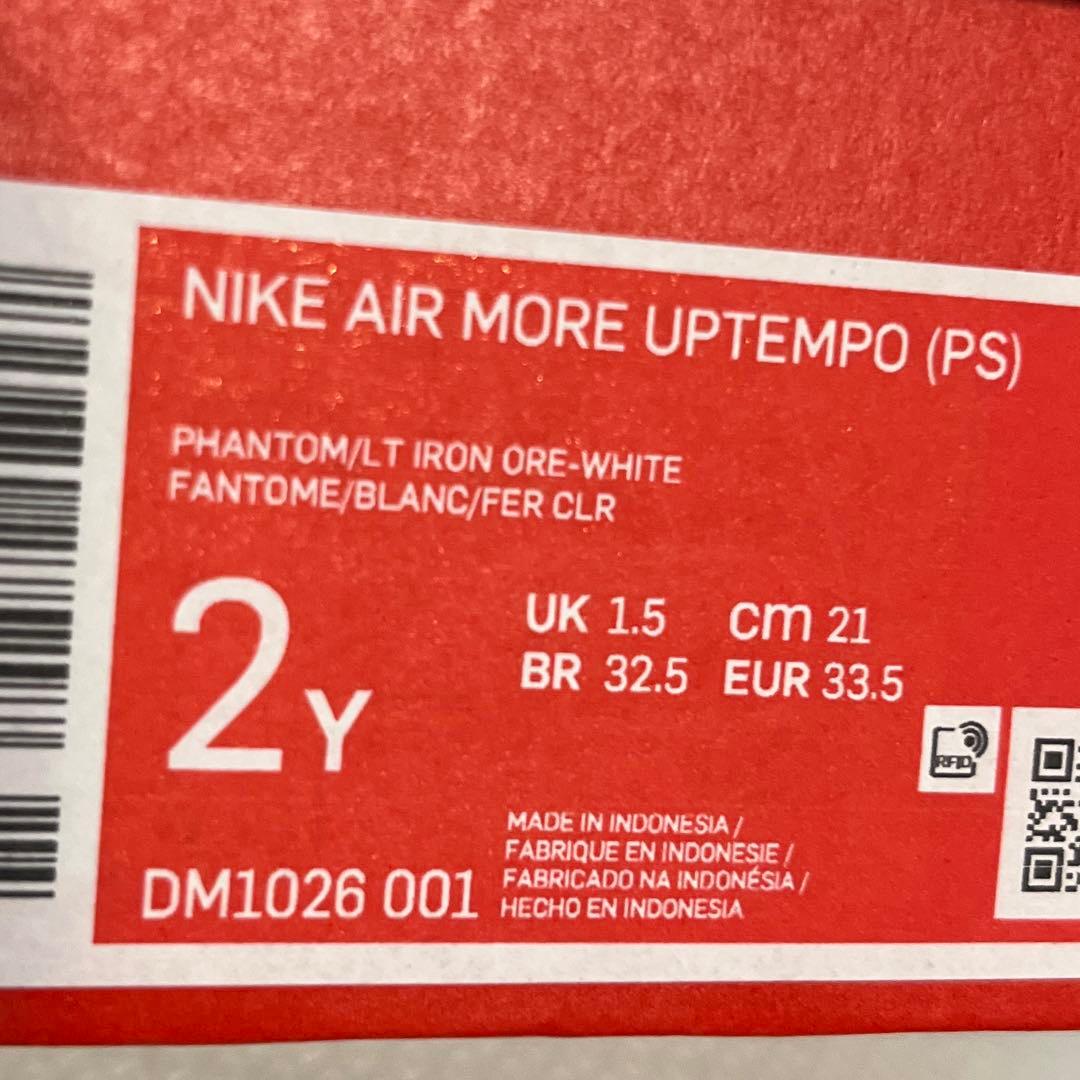 NIKE AIR MORE UPTEMPO (PS)
PHANTOM/LT IRON ORE-WHITE
FANTOME/BLANC/FER CLR
2Y
UK 1.5 cm 21
BR 32.5 EUR 33.5
RFID
MADE IN INDONESIA /
FABRIQUE EN INDONESIE /
FABRICADO NA INDONÉSIA /
HECHO EN INDONESIA
DM1026 001